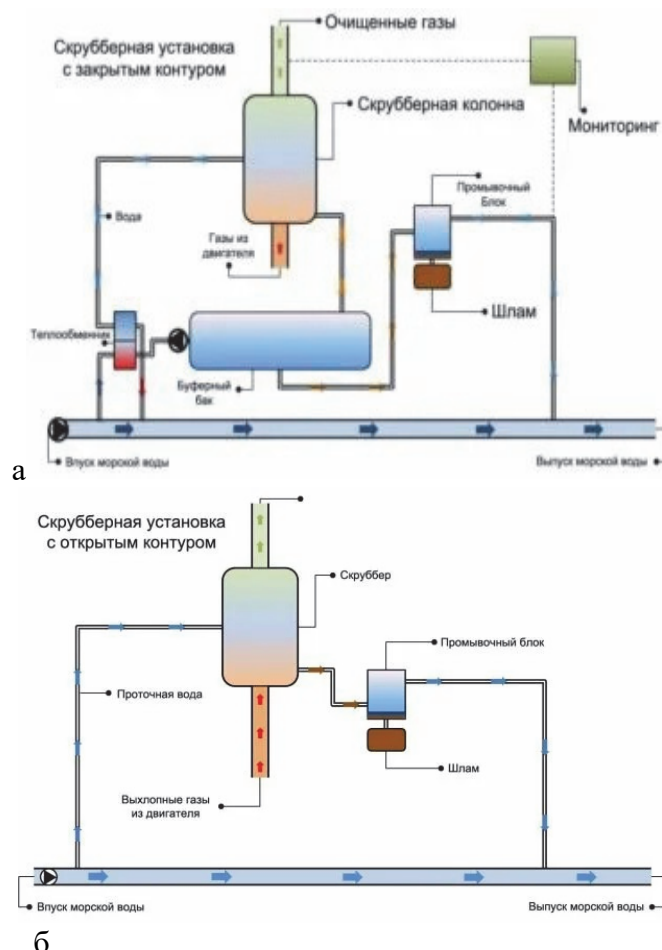 Скрубберная установка
с закрытым контуром
Очищенные газы
Скрубберная колонна
Мониторинг
Промывочный
Блок
Вода
Газы из
двигателя
Шлам
Теплообменник
Буферный
бак
Впуск морской воды
Выпуск морской воды
а
Скрубберная установка
с открытым контуром
Скруббер
Промывочный блок
Проточная вода
Шлам
Выхлопные газы
из двигателя
Впуск морской воды
Выпуск морской воды
б